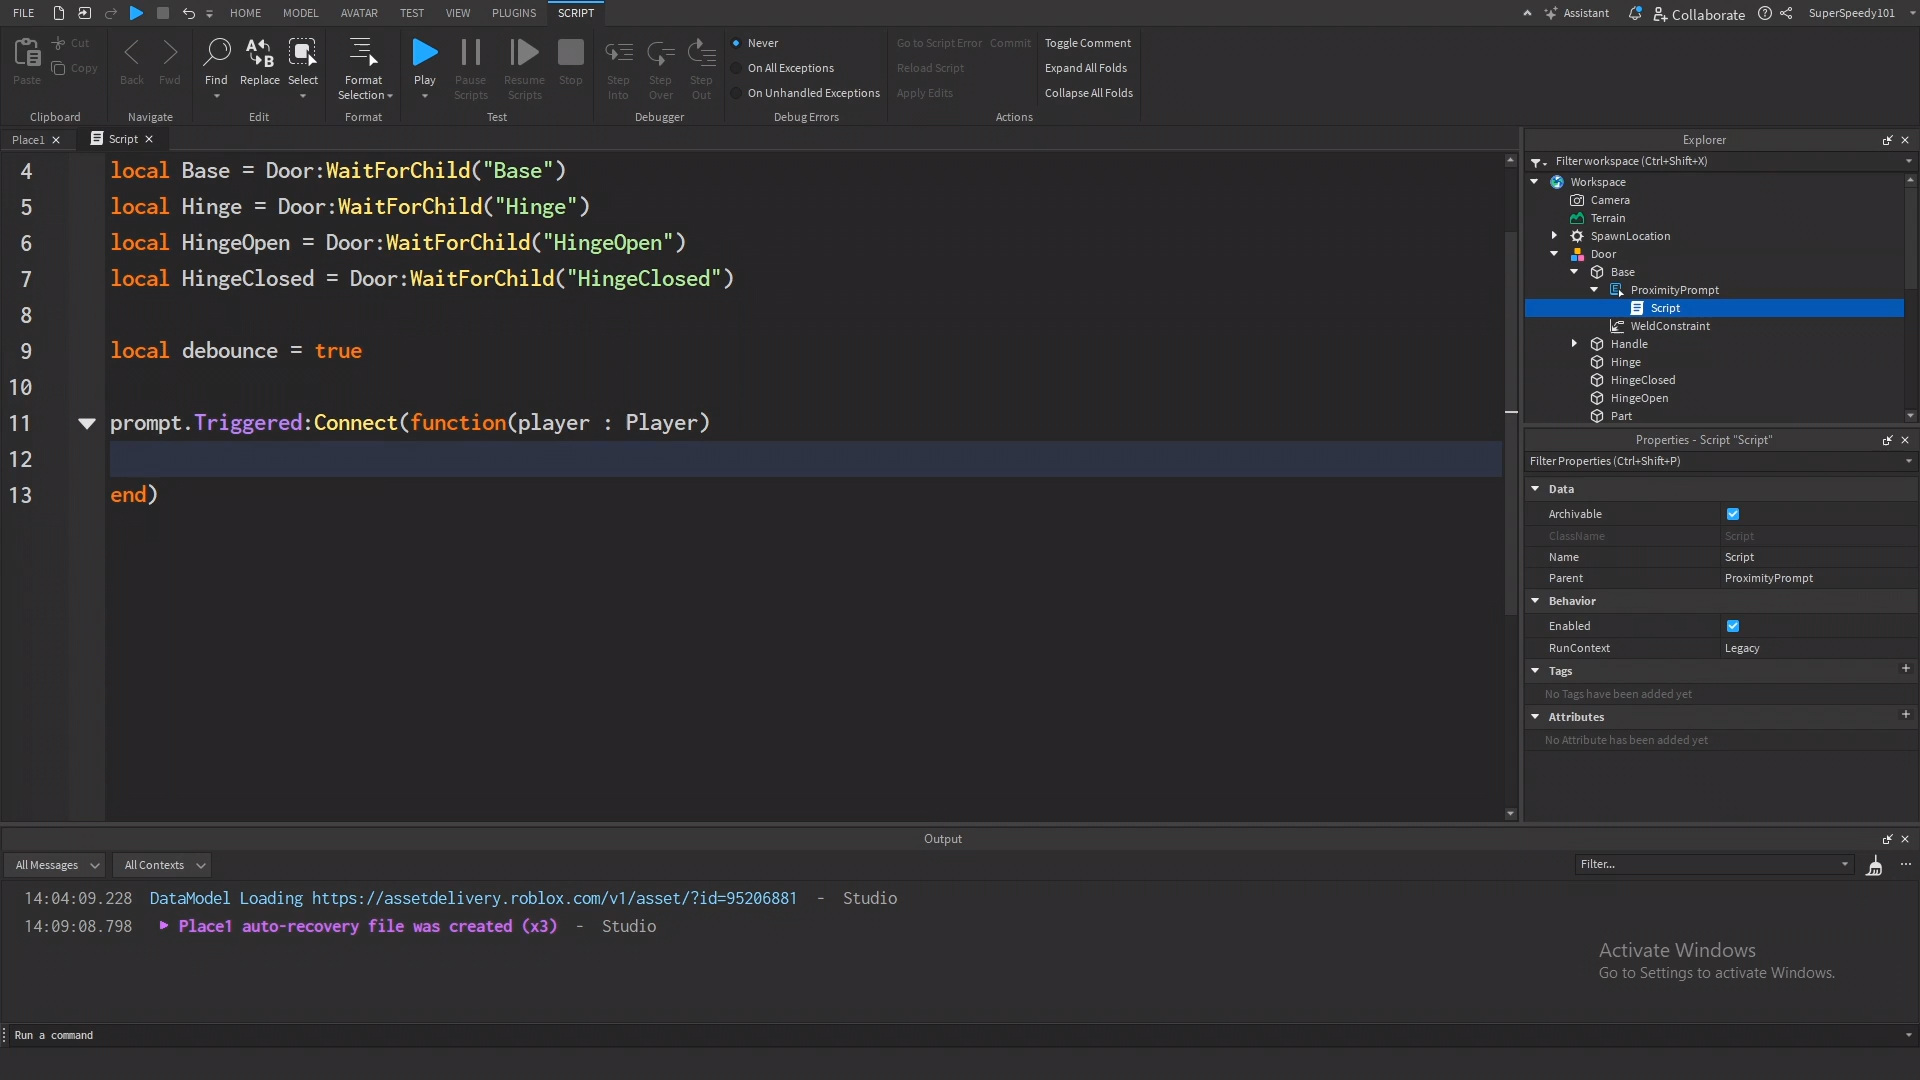 FILE HOME MODEL AVATAR TEST VIEW PLUGINS SCRIPT Assistant Collaborate SuperSpeedy101
Paste Cut Copy
Clipboard
Back Fwd
Navigate
Find Replace Select
Edit
Format Selection
Format
Play Pause Scripts Resume Scripts Stop
Test
Step Into Step Over Step Out
Debugger
Never
On All Exceptions
On Unhandled Exceptions
Debug Errors
Go to Script Error Commit Toggle Comment
Reload Script Expand All Folds
Apply Edits Collapse All Folds
Actions
Place1 Script
4 local Base = Door:WaitForChild("Base")
5 local Hinge = Door:WaitForChild("Hinge")
6 local HingeOpen = Door:WaitForChild("HingeOpen")
7 local HingeClosed = Door:WaitForChild("HingeClosed")
8
9 local debounce = true
10
11 prompt.Triggered:Connect(function(player : Player)
12
13 end)
Explorer
Filter workspace (Ctrl+Shift+X)
Workspace
Camera
Terrain
SpawnLocation
Door
Base
ProximityPrompt
Script
WeldConstraint
Handle
Hinge
HingeClosed
HingeOpen
Part
Properties - Script "Script"
Filter Properties (Ctrl+Shift+P)
Data
Archivable
ClassName Script
Name Script
Parent ProximityPrompt
Behavior
Enabled
RunContext Legacy
Tags
No Tags have been added yet
Attributes
No Attribute has been added yet
Output
All Messages All Contexts Filter...
14:04:09.228 DataModel Loading https://assetdelivery.roblox.com/v1/asset/?id=95206881 - Studio
14:09:08.798 Place1 auto-recovery file was created (x3) - Studio
Activate Windows
Go to Settings to activate Windows.
Run a command